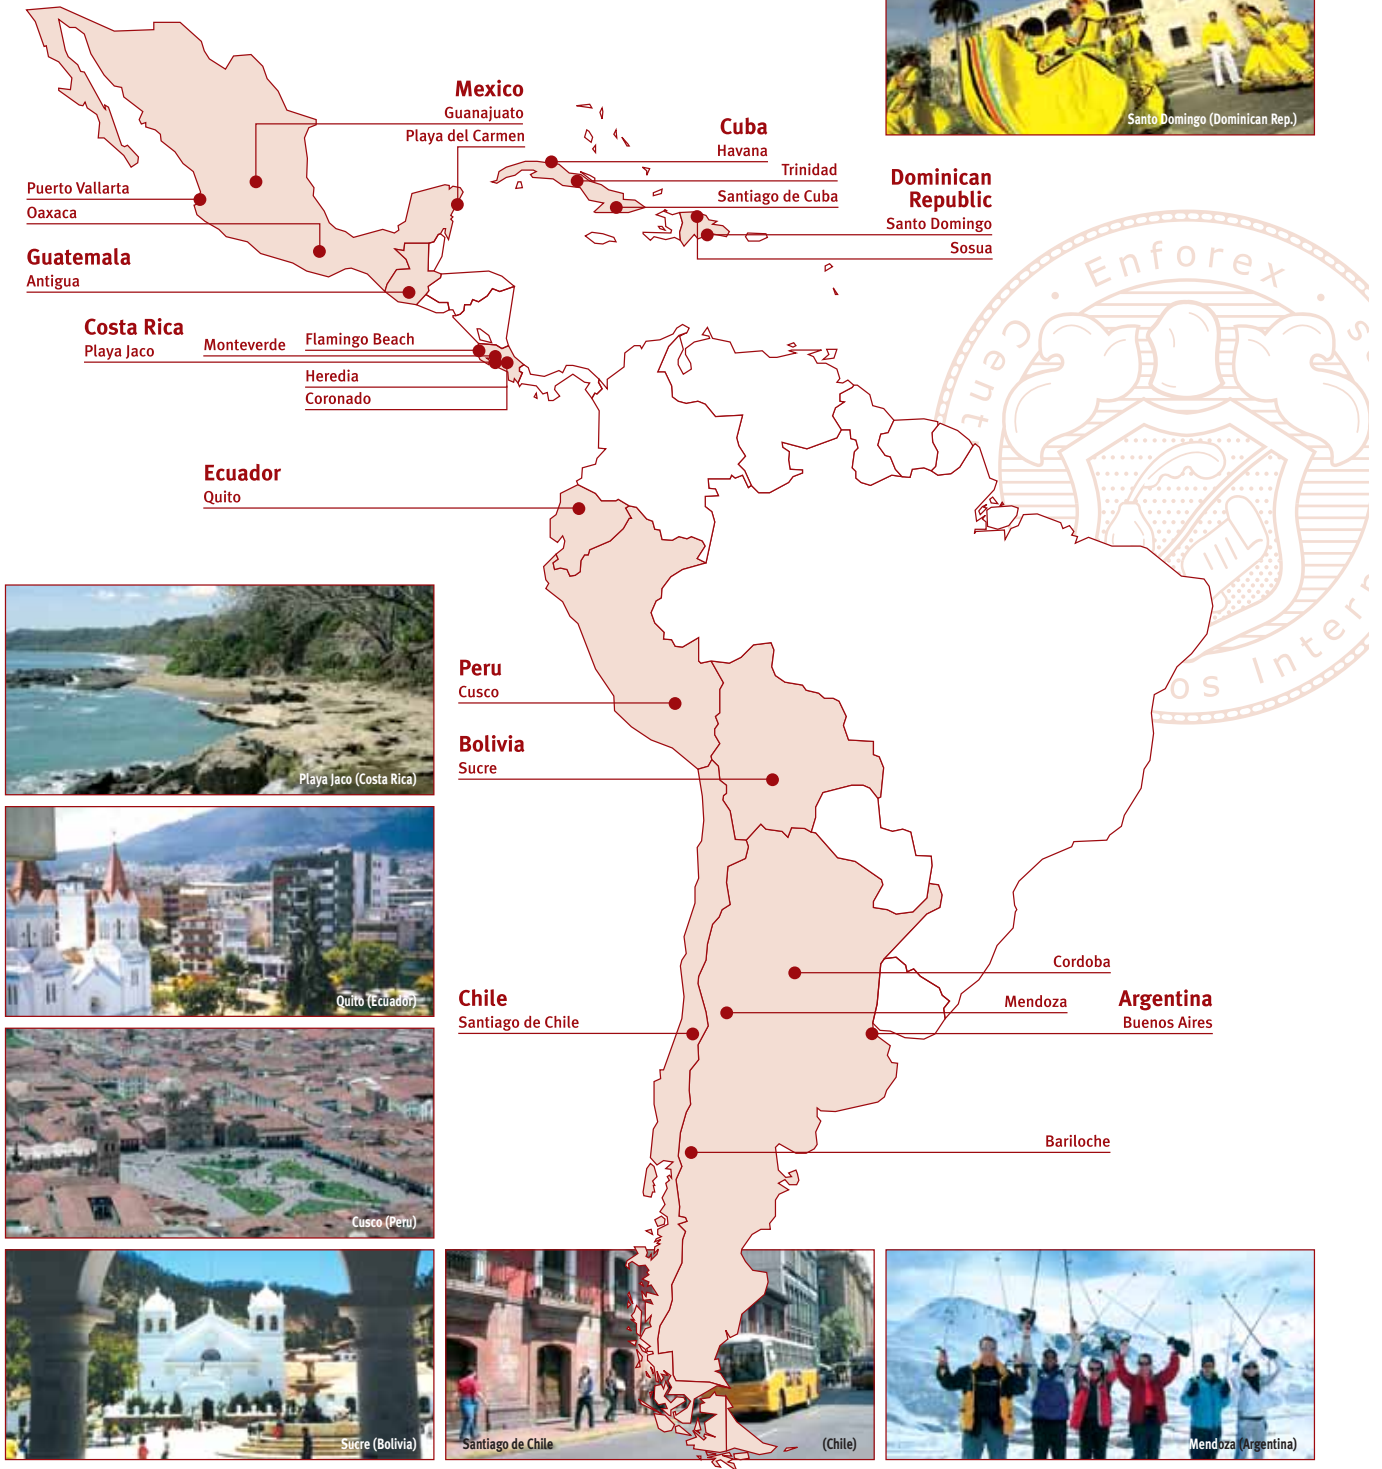 Santo Domingo (Dominican Rep.)
Mexico
Guanajuato
Playa del Carmen
Puerto Vallarta
Oaxaca
Cuba
Havana
Trinidad
Santiago de Cuba
Dominican
Republic
Santo Domingo
Sosua
Guatemala
Antigua
Costa Rica
Playa Jaco
Monteverde
Flamingo Beach
Heredia
Coronado
Enforex
Cent
s
os Intern
Ecuador
Quito
Peru
Cusco
Bolivia
Sucre
Playa Jaco (Costa Rica)
Quito (Ecuador)
Cordoba
Mendoza
Argentina
Buenos Aires
Chile
Santiago de Chile
Bariloche
Cusco (Peru)
Sucre (Bolivia)
Santiago de Chile (Chile)
Mendoza (Argentina)